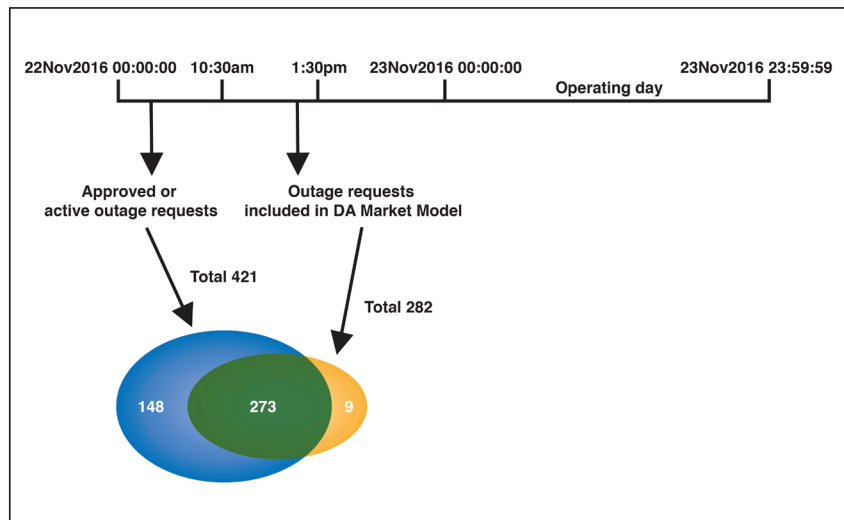 22Nov2016 00:00:00 10:30am 1:30pm 23Nov2016 00:00:00 23Nov2016 23:59:59
Operating day
Approved or
active outage requests
Outage requests
included in DA Market Model
Total 421
Total 282
148 273 9